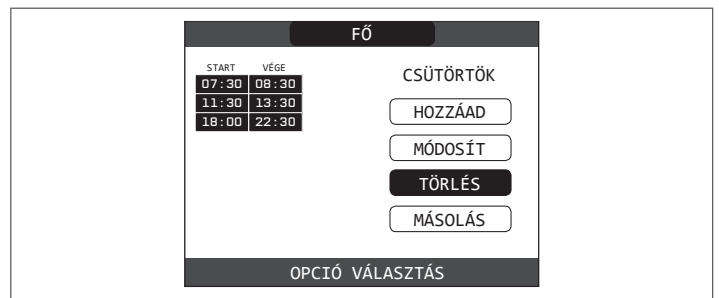 FŐ
START VÉGE
07:30 08:30
11:30 13:30
18:00 22:30
CSÜTÖRTÖK
HOZZÁAD
MÓDOSÍT
TÖRLÉS
MÁSOLÁS
OPCIÓ VÁLASZTÁS